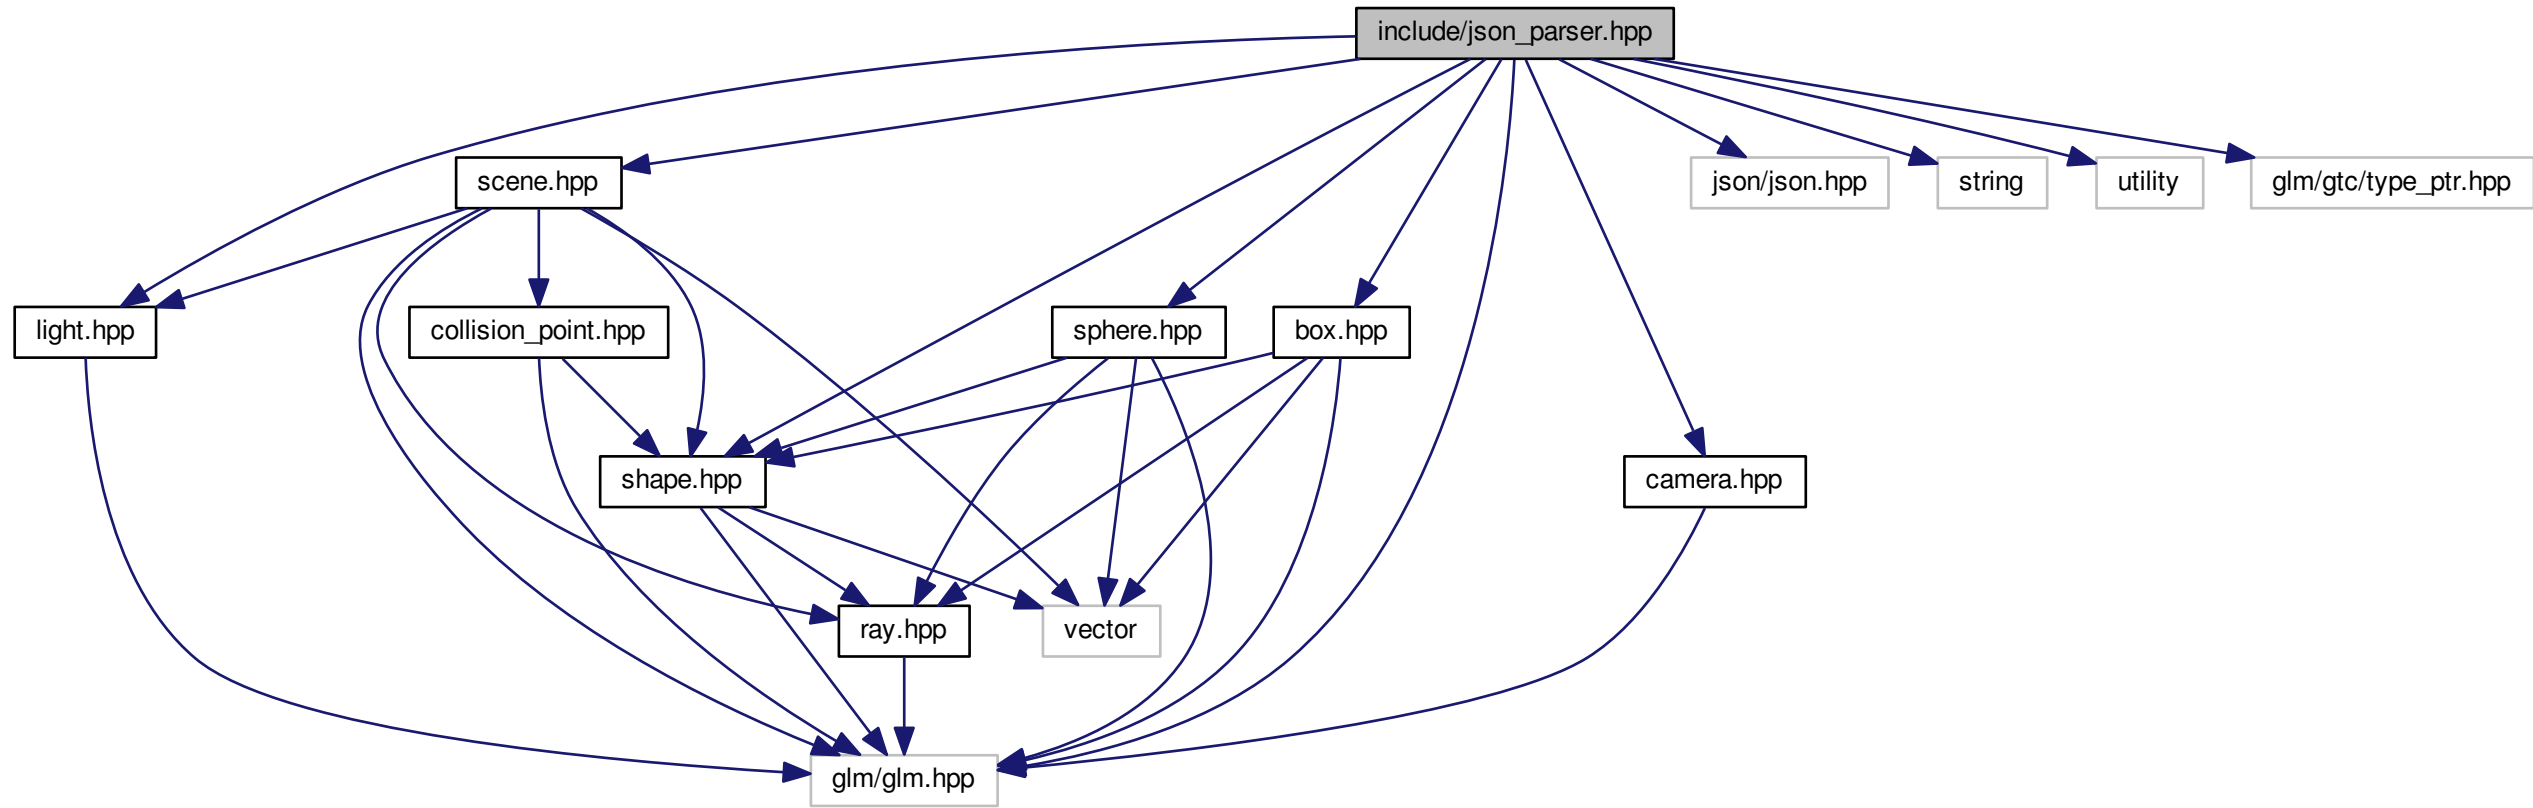 include/json_parser.hpp
scene.hpp
json/json.hpp
string
utility
glm/gtc/type_ptr.hpp
light.hpp
collision_point.hpp
sphere.hpp
box.hpp
shape.hpp
camera.hpp
ray.hpp
vector
glm/glm.hpp